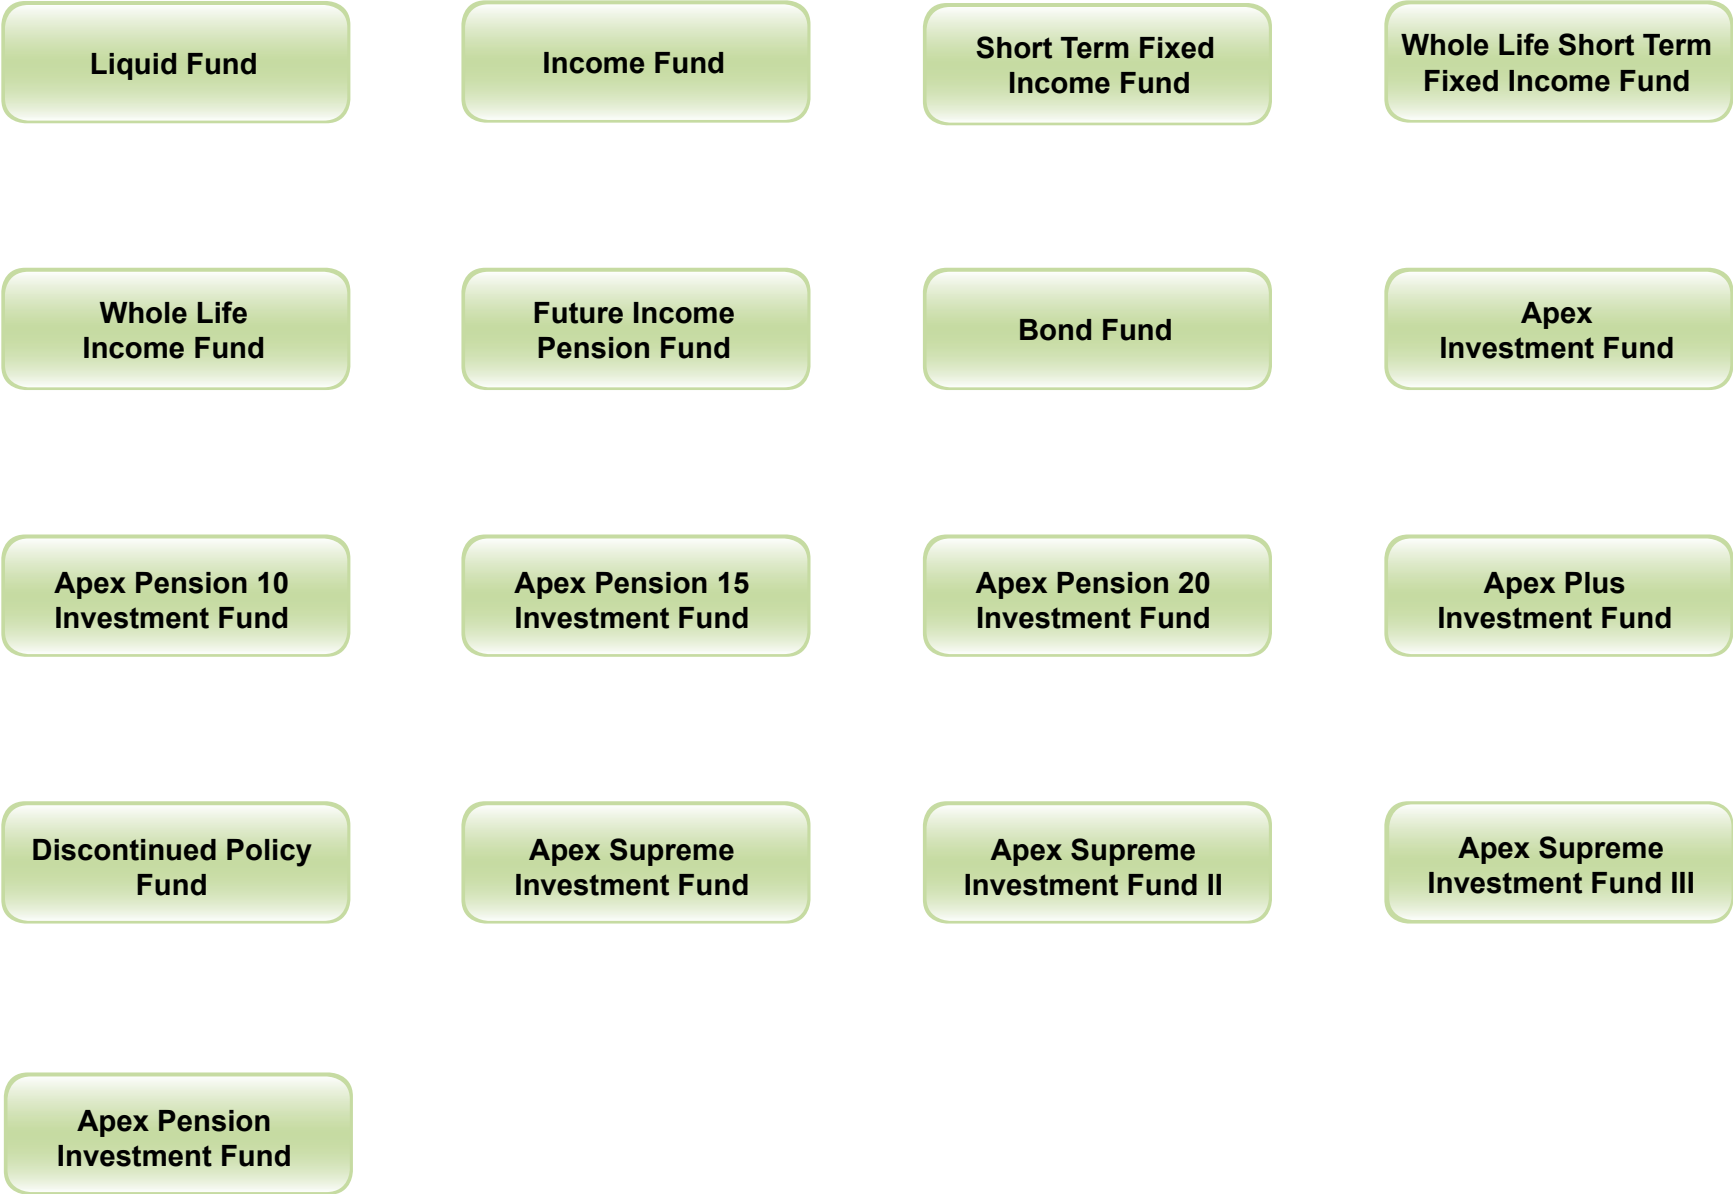 Liquid Fund
Income Fund
Short Term Fixed
Income Fund
Whole Life Short Term
Fixed Income Fund
Whole Life
Income Fund
Future Income
Pension Fund
Bond Fund
Apex
Investment Fund
Apex Pension 10
Investment Fund
Apex Pension 15
Investment Fund
Apex Pension 20
Investment Fund
Apex Plus
Investment Fund
Discontinued Policy
Fund
Apex Supreme
Investment Fund
Apex Supreme
Investment Fund II
Apex Supreme
Investment Fund III
Apex Pension
Investment Fund